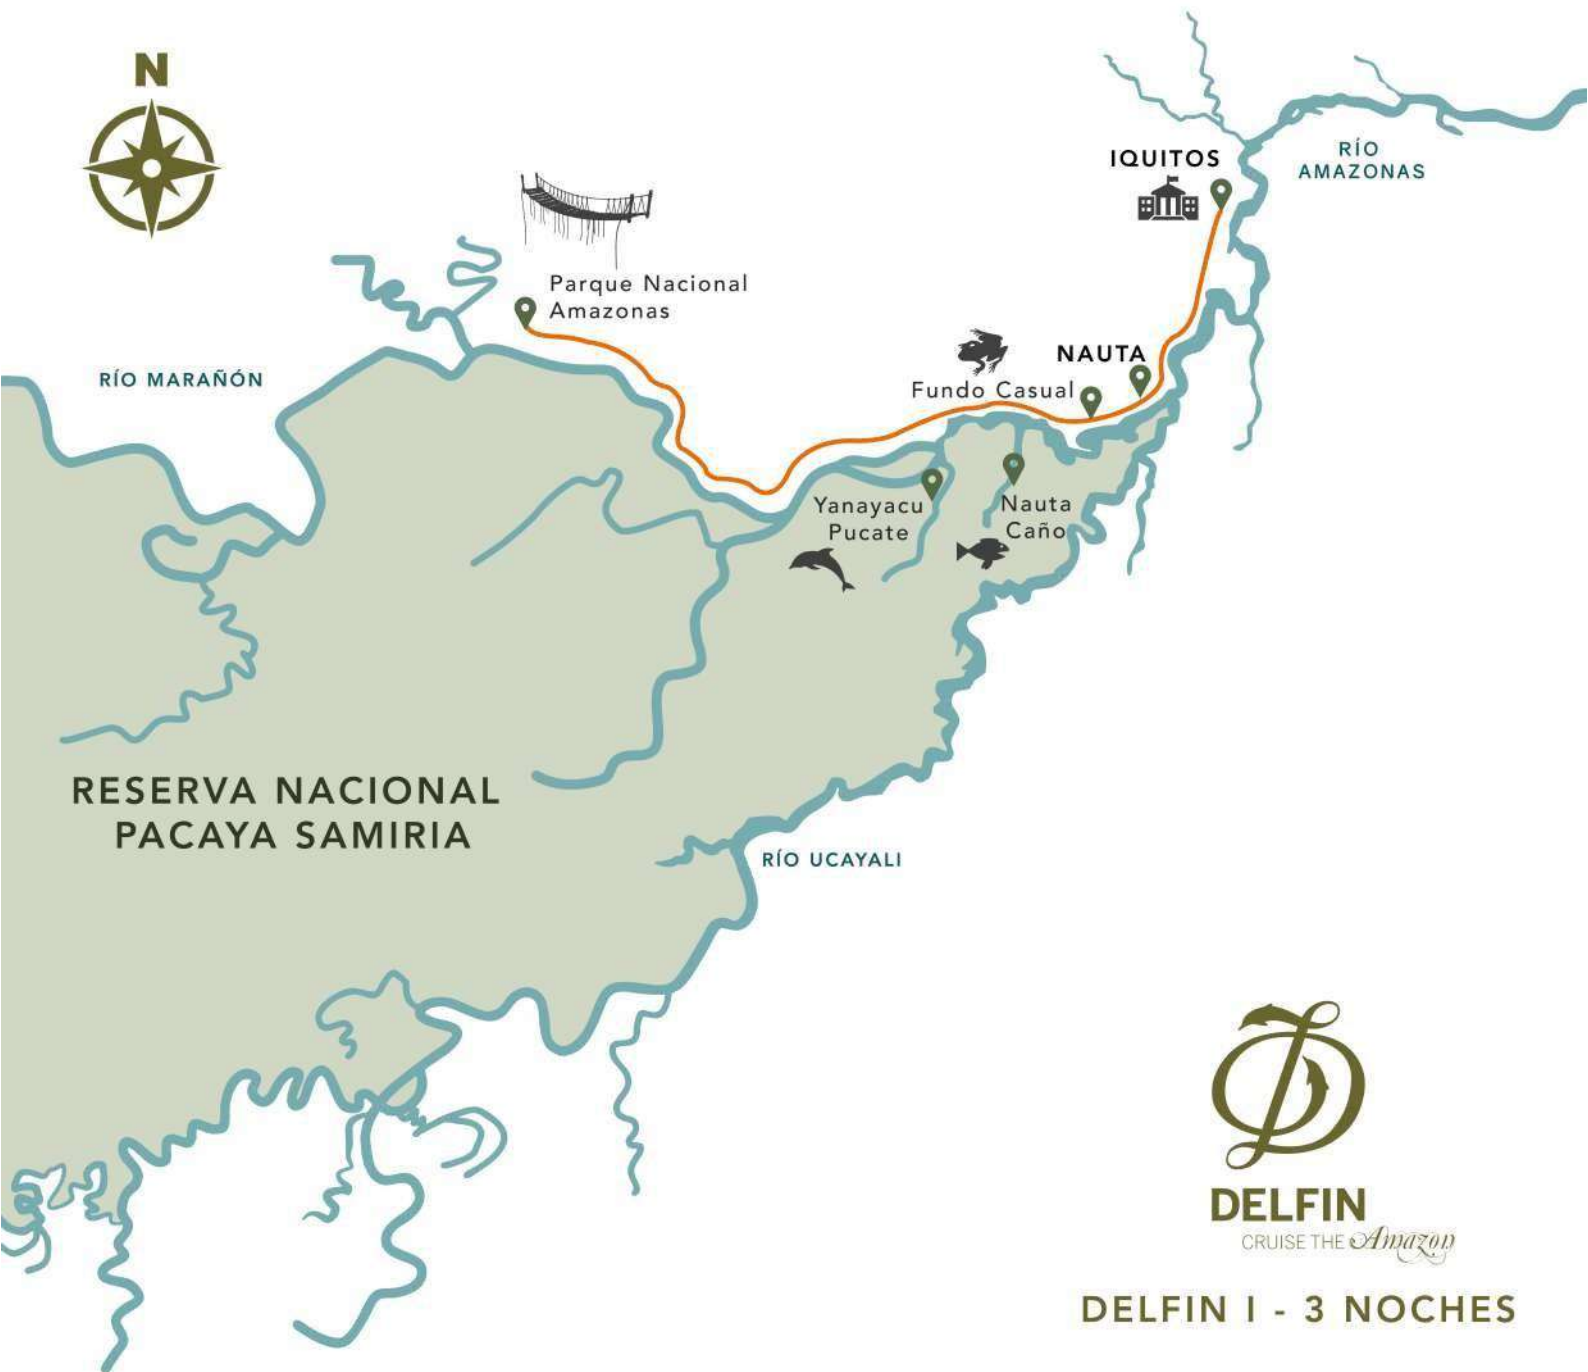 N
IQUITOS
RÍO
AMAZONAS
Parque Nacional
Amazonas
RÍO MARAÑÓN
NAUTA
Fundo Casual
Yanayacu
Pucate
Nauta
Caño
RESERVA NACIONAL
PACAYA SAMIRIA
RÍO UCAYALI
DELFIN
CRUISE THE Amazon
DELFIN I - 3 NOCHES